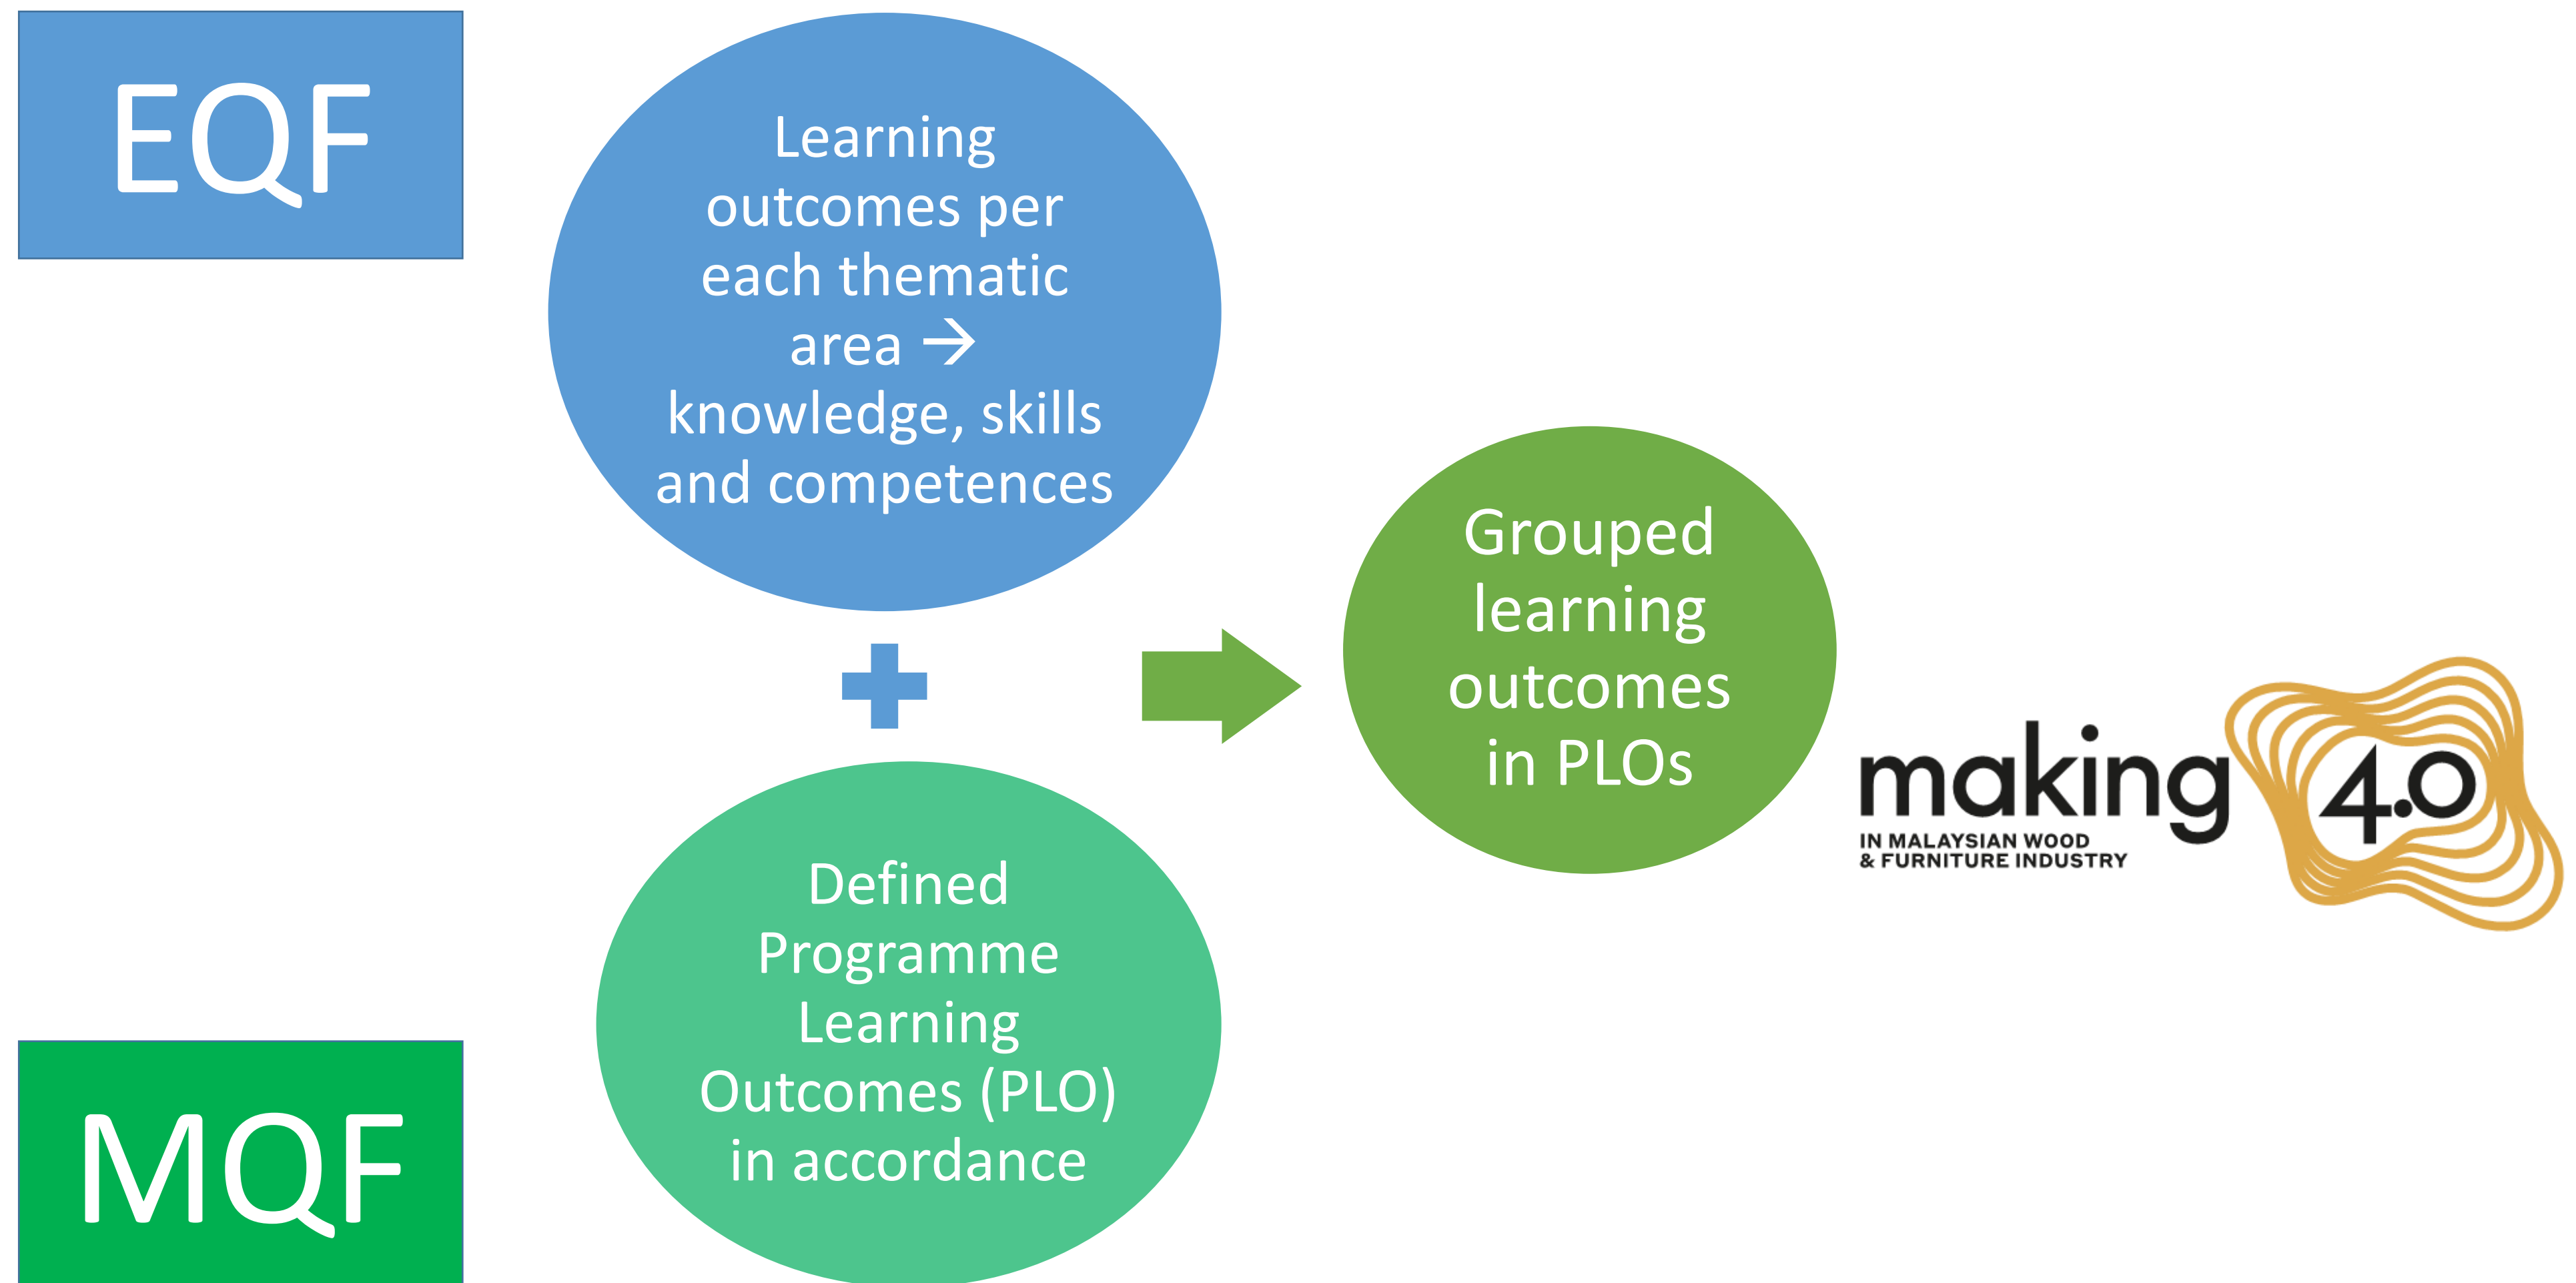 EQF
Learning
outcomes per
each thematic
area →
knowledge, skills
and competences
Grouped
learning
outcomes
in PLOs
making 4.0
IN MALAYSIAN WOOD
& FURNITURE INDUSTRY
Defined
Programme
Learning
Outcomes (PLO)
in accordance
MQF